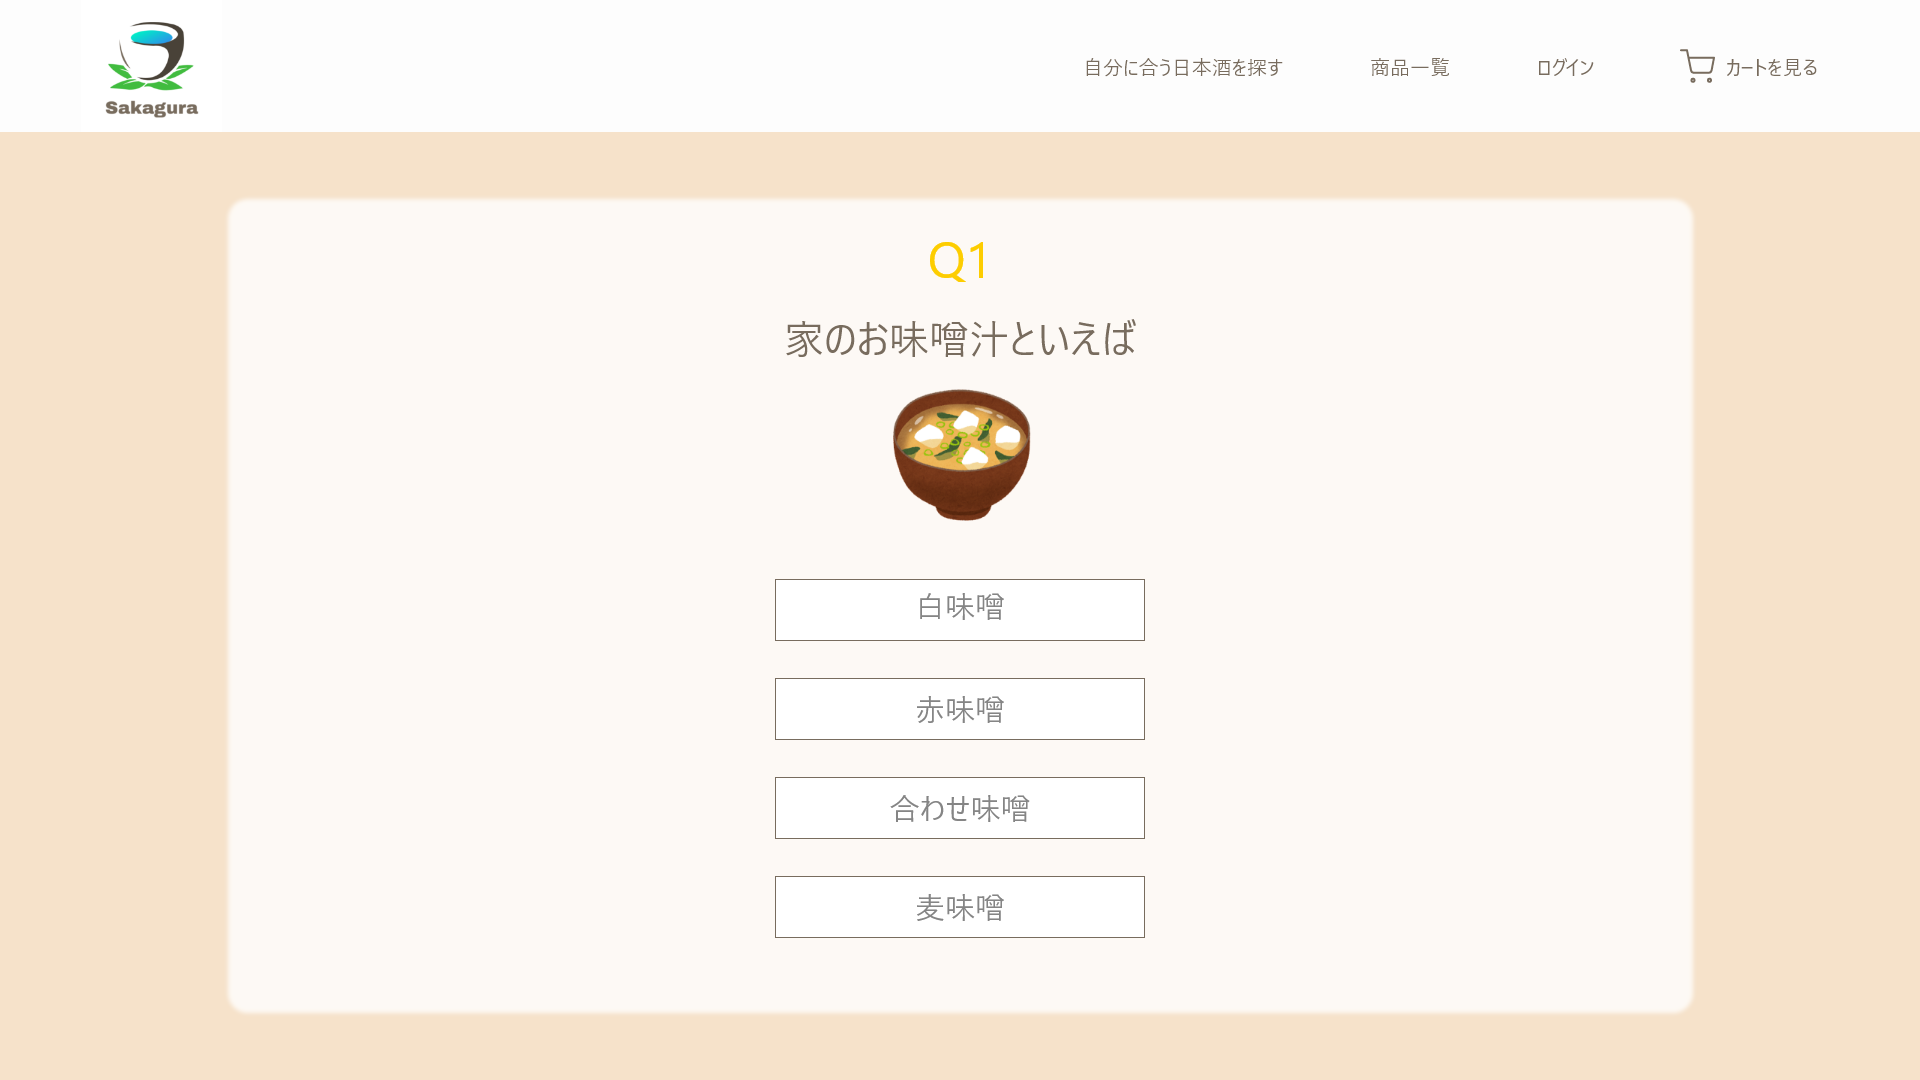 Sakagura
自分に合う日本酒を探す
商品一覧
ログイン
カートを見る
Q1
家のお味噌汁といえば
白味噌
赤味噌
合わせ味噌
麦味噌